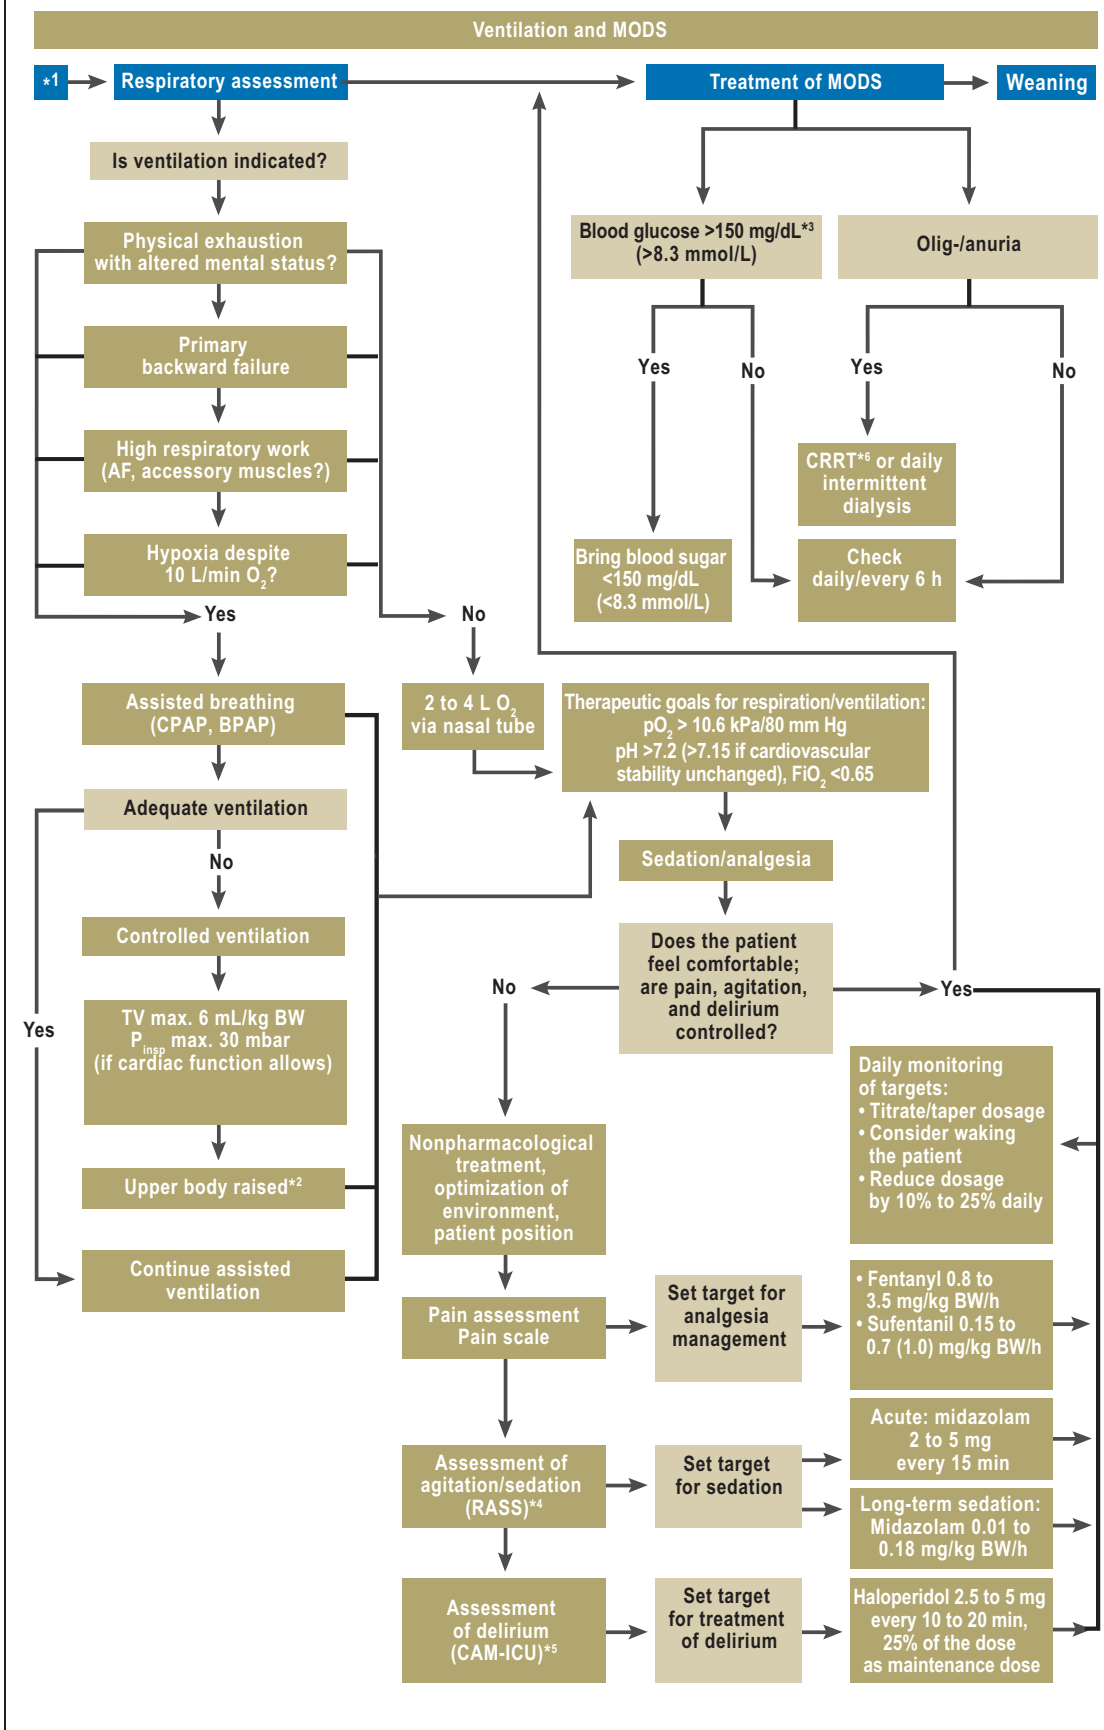 Ventilation and MODS
*1
Respiratory assessment
Treatment of MODS
Weaning
Is ventilation indicated?
Physical exhaustion
with altered mental status?
Primary
backward failure
High respiratory work
(AF, accessory muscles?)
Hypoxia despite
10 L/min O2?
Yes
No
Blood glucose >150 mg/dL*3
(>8.3 mmol/L)
Olig-/anuria
Yes
No
Yes
No
CRRT*6 or daily
intermittent
dialysis
Bring blood sugar
<150 mg/dL
(<8.3 mmol/L)
Check
daily/every 6 h
Assisted breathing
(CPAP, BPAP)
2 to 4 L O2
via nasal tube
Therapeutic goals for respiration/ventilation:
pO2 > 10.6 kPa/80 mm Hg
pH >7.2 (>7.15 if cardiovascular
stability unchanged), FiO2 <0.65
Adequate ventilation
No
Yes
Controlled ventilation
TV max. 6 mL/kg BW
Pinsp max. 30 mbar
(if cardiac function allows)
Upper body raised*2
Continue assisted
ventilation
Sedation/analgesia
Does the patient
feel comfortable;
are pain, agitation,
and delirium
controlled?
No
Yes
Daily monitoring
of targets:
• Titrate/taper dosage
• Consider waking
the patient
• Reduce dosage
by 10% to 25% daily
Nonpharmacological
treatment,
optimization of
environment,
patient position
Pain assessment
Pain scale
Set target for
analgesia
management
• Fentanyl 0.8 to
3.5 mg/kg BW/h
• Sufentanil 0.15 to
0.7 (1.0) mg/kg BW/h
Assessment of
agitation/sedation
(RASS)*4
Set target
for sedation
Acute: midazolam
2 to 5 mg
every 15 min
Long-term sedation:
Midazolam 0.01 to
0.18 mg/kg BW/h
Assessment
of delirium
(CAM-ICU)*5
Set target
for treatment
of delirium
Haloperidol 2.5 to 5 mg
every 10 to 20 min,
25% of the dose
as maintenance dose